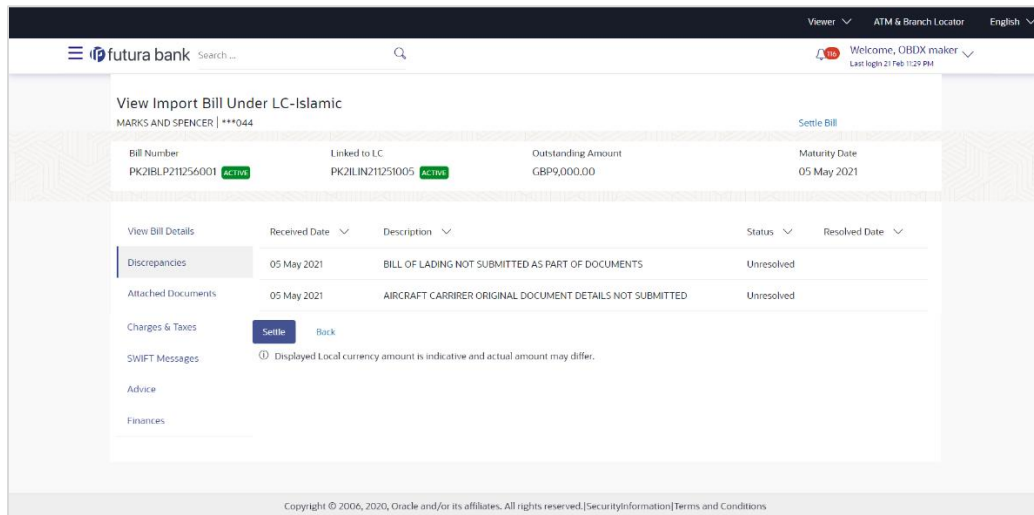 Viewer ATM & Branch Locator English
futura bank Search ... 116 Welcome, OBDX maker
Last login 21 Feb 11:29 PM
View Import Bill Under LC-Islamic
MARKS AND SPENCER | ***044 Settle Bill
Bill Number Linked to LC Outstanding Amount Maturity Date
PK2IBLP211256001 ACTIVE PK2ILIN211251005 ACTIVE GBP9,000.00 05 May 2021
View Bill Details Received Date Description Status Resolved Date
Discrepancies 05 May 2021 BILL OF LADING NOT SUBMITTED AS PART OF DOCUMENTS Unresolved
Attached Documents 05 May 2021 AIRCRAFT CARRIRER ORIGINAL DOCUMENT DETAILS NOT SUBMITTED Unresolved
Charges & Taxes Settle Back
SWIFT Messages Displayed Local currency amount is indicative and actual amount may differ.
Advice
Finances
Copyright © 2006, 2020, Oracle and/or its affiliates. All rights reserved.|SecurityInformation|Terms and Conditions